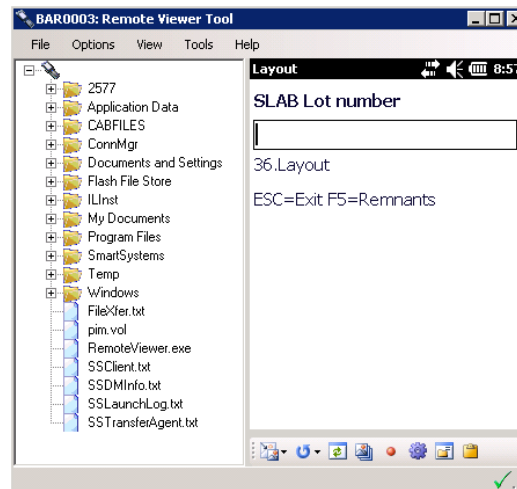 BAR0003: Remote Viewer Tool
File Options View Tools Help
2577
Application Data
CABFILES
ConnMgr
Documents and Settings
Flash File Store
ILInst
My Documents
Program Files
SmartSystems
Temp
Windows
FileXfer.txt
pim.vol
RemoteViewer.exe
SSClient.txt
SSDMInfo.txt
SSLaunchLog.txt
SSTransferAgent.txt
Layout 8:57
SLAB Lot number
36.Layout
ESC=Exit F5=Remnants